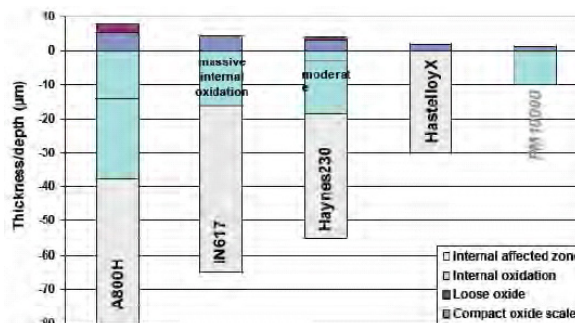 10
0
-10
-20
-30
-40
-50
-60
-70
-80
Thickness/depth (µm)
massive
internal
oxidation
moderat
e
A800H
IN617
Haynes230
HastelloyX
Internal affected zone
Internal oxidation
Loose oxide
Compact oxide scale